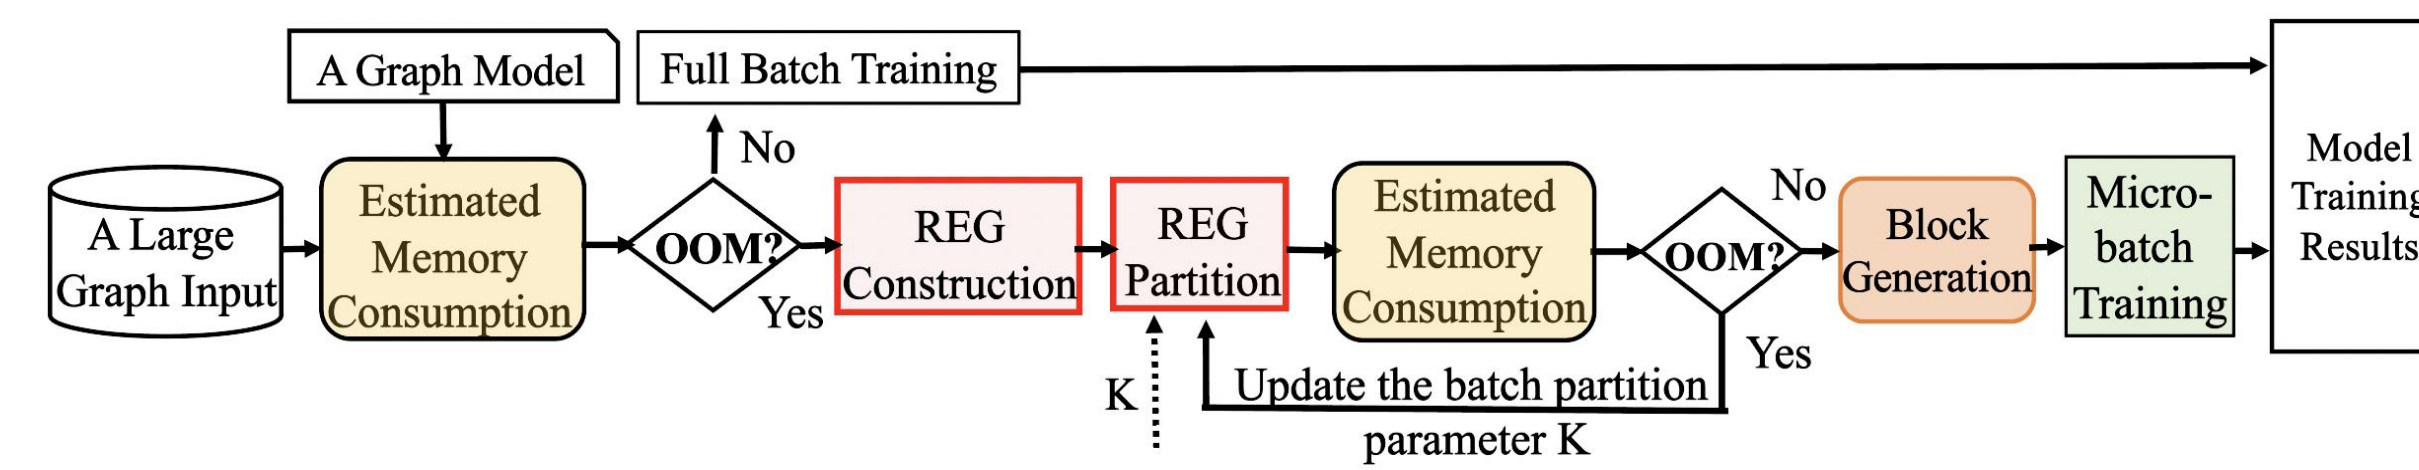 A Graph Model
Full Batch Training
No
A Large
Graph Input
Estimated
Memory
Consumption
OOM?
Yes
REG
Construction
REG
Partition
K
Estimated
Memory
Consumption
OOM?
No
Yes
Update the batch partition
parameter K
Block
Generation
Micro-
batch
Training
Model
Training
Results